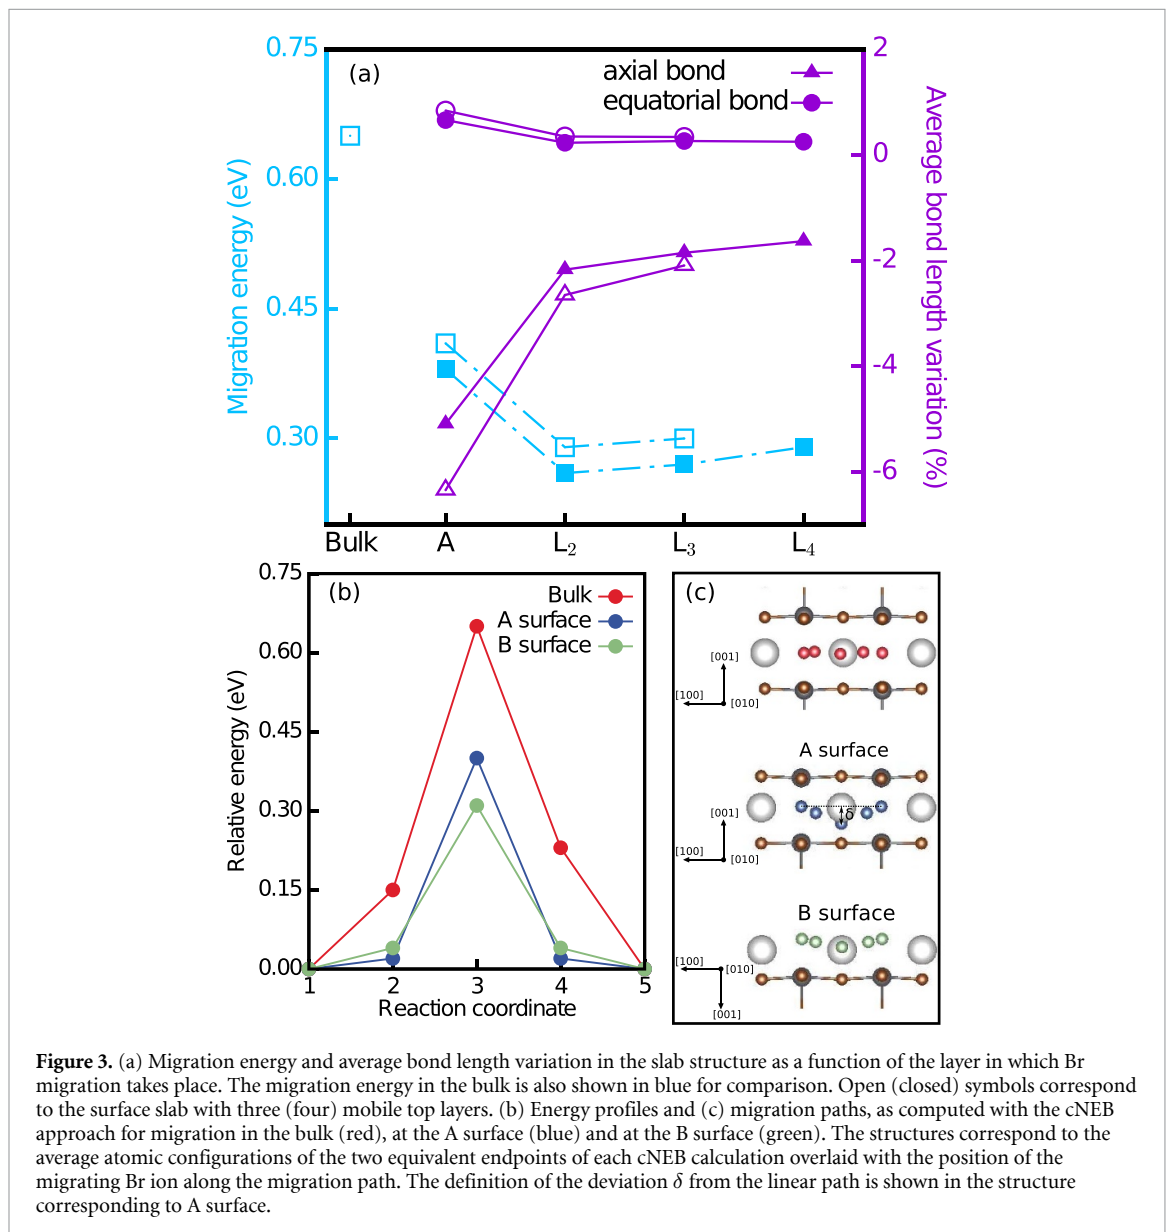 0.75
0.60
0.45
0.30
Migration energy (eV)
(a)
axial bond
equatorial bond
2
0
-2
-4
-6
Average bond length variation (%)
Bulk A L2 L3 L4
(b)
Bulk
A surface
B surface
0.75
0.60
0.45
0.30
0.15
0.00
Relative energy (eV)
1 2 3 4 5
Reaction coordinate
(c)
[001]
[100]
[010]
A surface
δ
[001]
[100]
[010]
B surface
[100]
[010]
[001]
Figure 3. (a) Migration energy and average bond length variation in the slab structure as a function of the layer in which Br
migration takes place. The migration energy in the bulk is also shown in blue for comparison. Open (closed) symbols correspond
to the surface slab with three (four) mobile top layers. (b) Energy profiles and (c) migration paths, as computed with the cNEB
approach for migration in the bulk (red), at the A surface (blue) and at the B surface (green). The structures correspond to the
average atomic configurations of the two equivalent endpoints of each cNEB calculation overlaid with the position of the
migrating Br ion along the migration path. The definition of the deviation δ from the linear path is shown in the structure
corresponding to A surface.